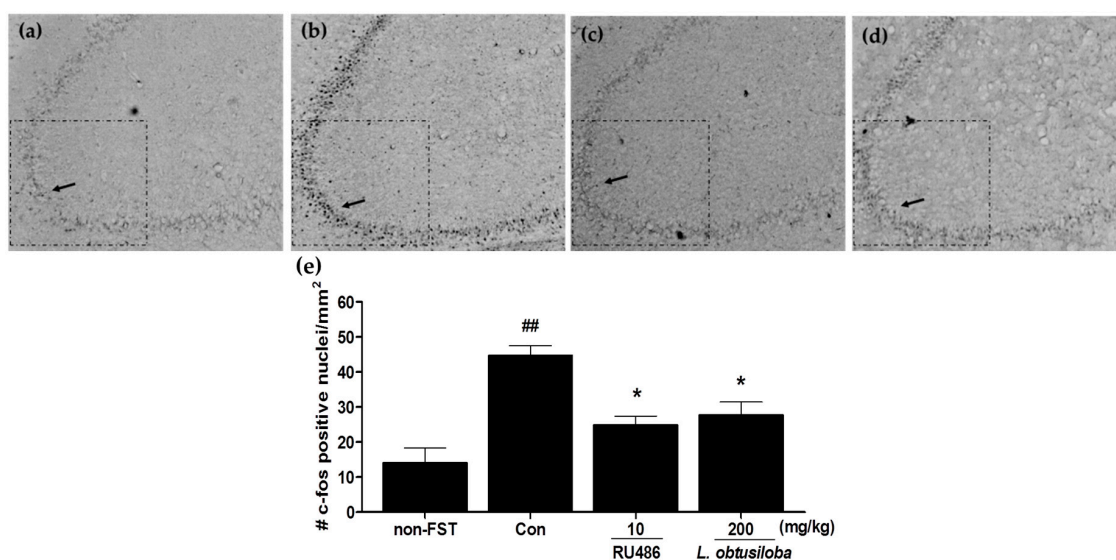 (a)
(b)
(c)
(d)
(e)
# c-fos positive nuclei/mm²
60
50
40
30
20
10
0
##
*
*
non-FST Con 10 200 (mg/kg)
RU486 L. obtusiloba